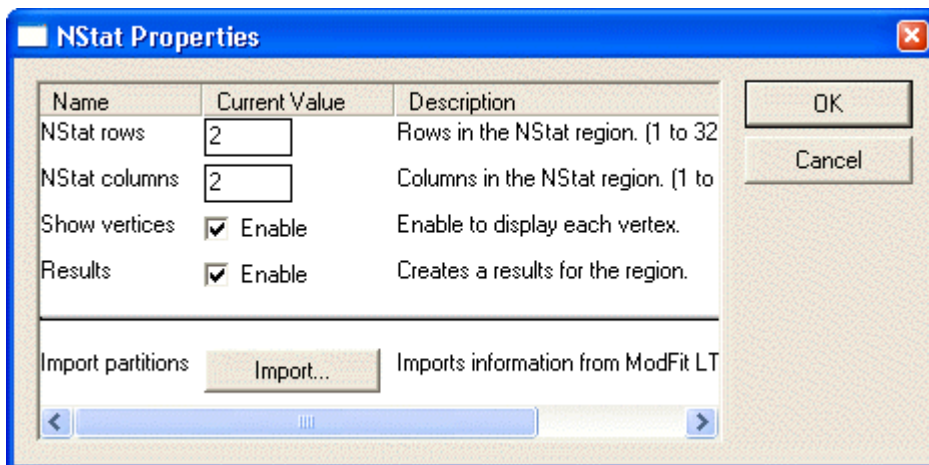 NStat Properties
Name Current Value Description
NStat rows 2 Rows in the NStat region. (1 to 32
NStat columns 2 Columns in the NStat region. (1 to
Show vertices Enable Enable to display each vertex.
Results Enable Creates a results for the region.
Import partitions Import... Imports information from ModFit LT
OK
Cancel